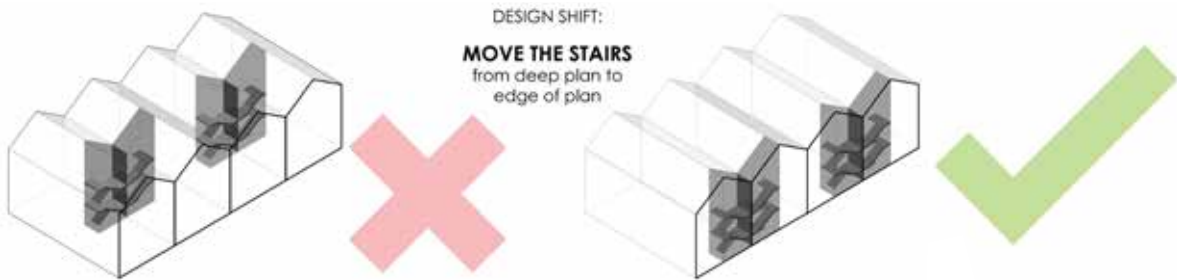 DESIGN SHIFT:
MOVE THE STAIRS
from deep plan to
edge of plan